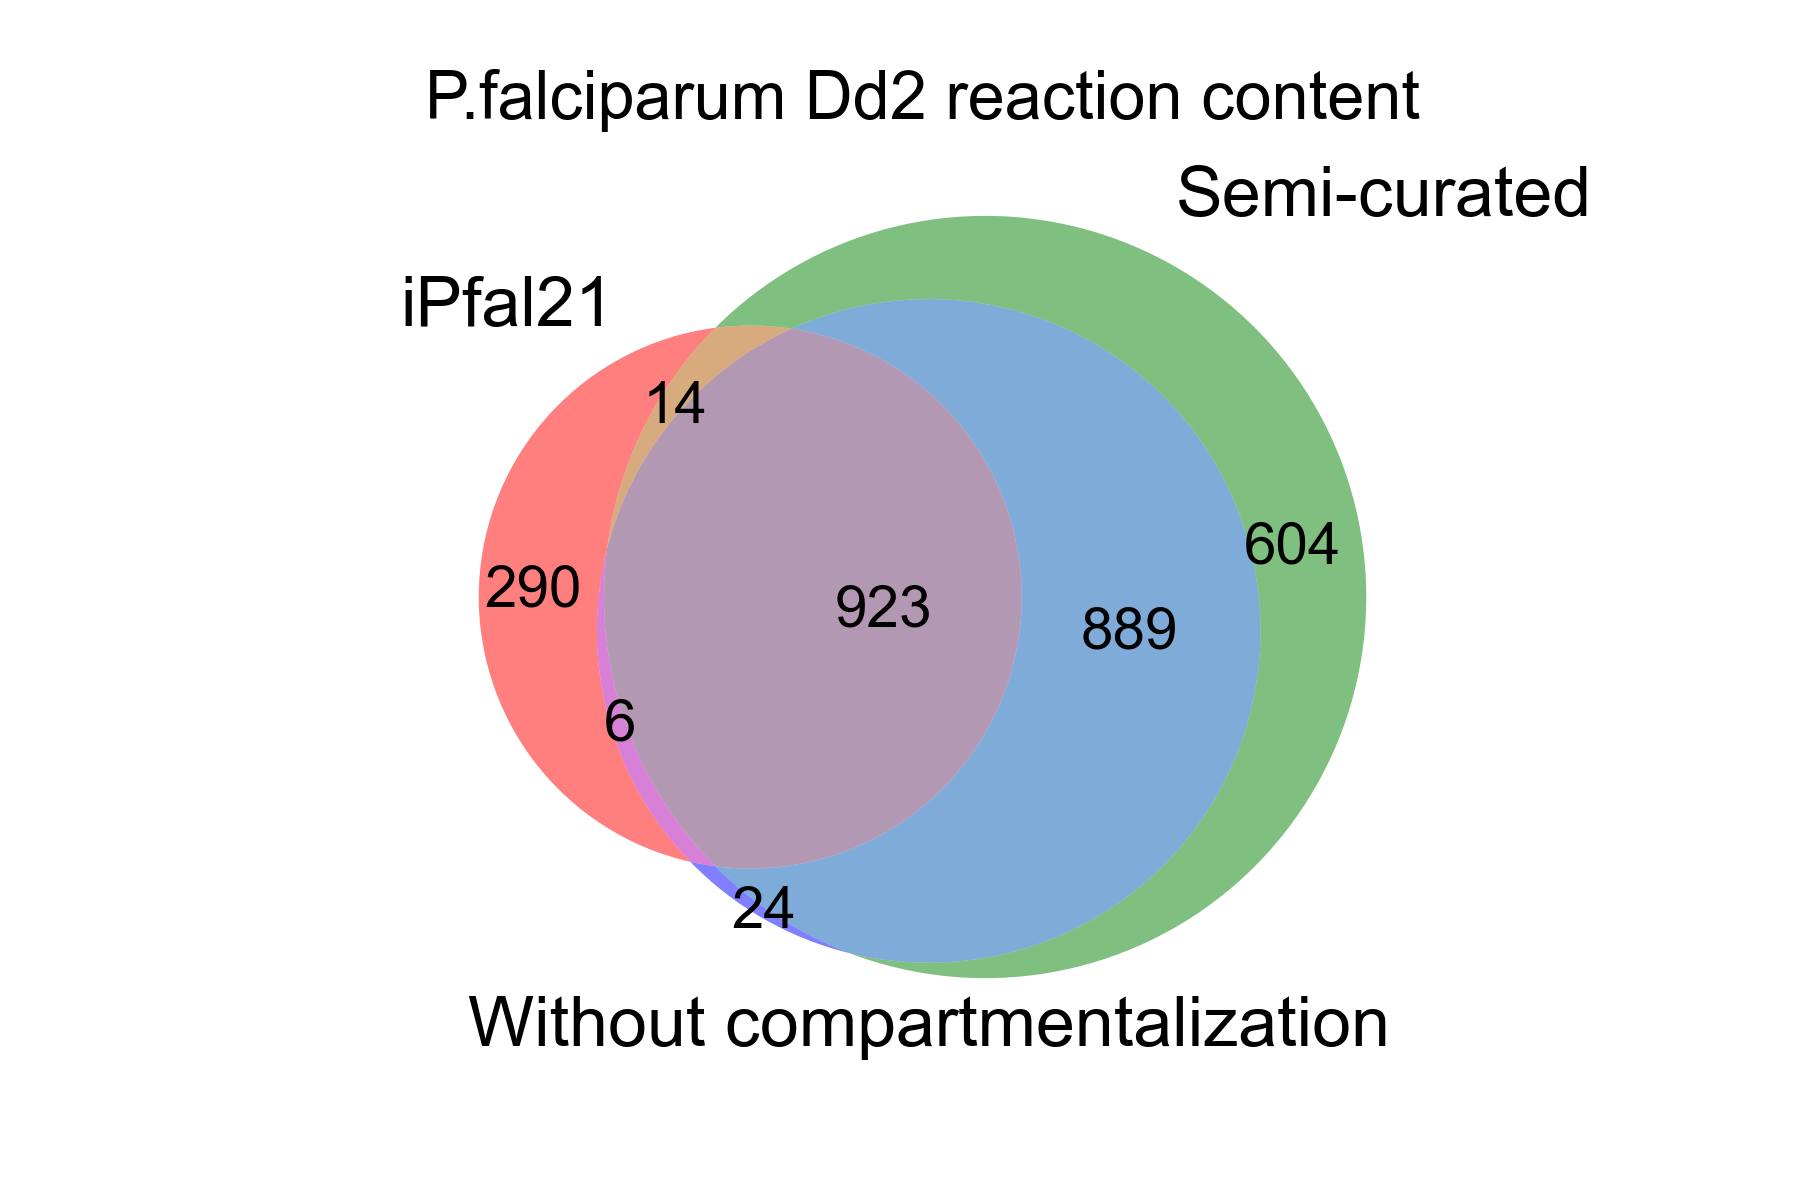 P.falciparum Dd2 reaction content
Semi-curated
iPfal21
14
604
290
923
889
6
24
Without compartmentalization